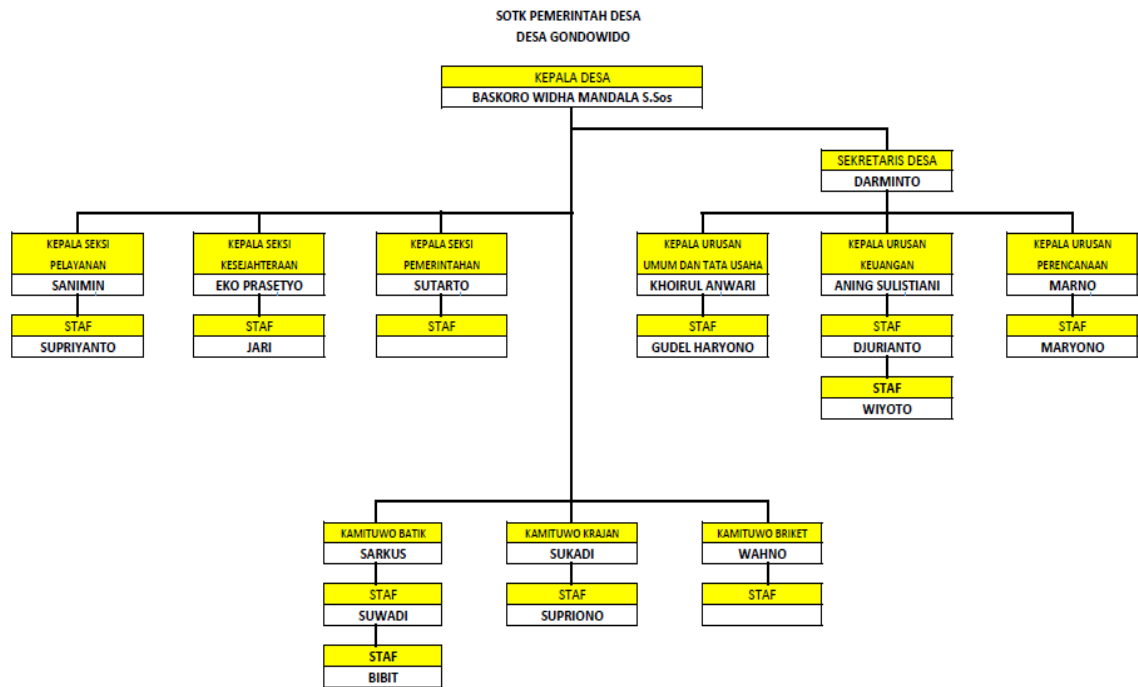 SOTK PEMERINTAH DESA
DESA GONDOWIDO
KEPALA DESA
BASKORO WIDHA MANDALA S.Sos
SEKRETARIS DESA
DARMINTO
KEPALA SEKSI
PELAYANAN
SANIMIN
STAF
SUPRIYANTO
KEPALA SEKSI
KESEJAHTERAAN
EKO PRASETYO
STAF
JARI
KEPALA SEKSI
PEMERINTAHAN
SUTARTO
STAF
KEPALA URUSAN
UMUM DAN TATA USAHA
KHOIRUL ANWARI
STAF
GUDEL HARYONO
KEPALA URUSAN
KEUANGAN
ANING SULISTIANI
STAF
DJURIANTO
STAF
WIYOTO
KEPALA URUSAN
PERENCANAAN
MARNO
STAF
MARYONO
KAMITUWO BATIK
SARKUS
STAF
SUWADI
STAF
BIBIT
KAMITUWO KRAJAN
SUKADI
STAF
SUPRIONO
KAMITUWO BRIKET
WAHNO
STAF